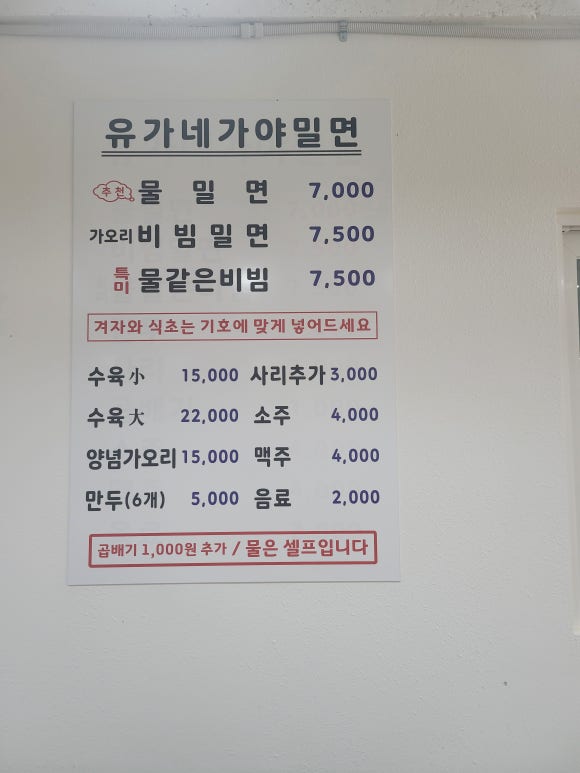 유가네가야밀면
추천 물 밀 면 7,000
가오리 비 빔 밀 면 7,500
특미 물같은비빔 7,500
겨자와 식초는 기호에 맞게 넣어드세요
수육 小 15,000 사리추가 3,000
수육 大 22,000 소주 4,000
양념가오리 15,000 맥주 4,000
만두(6개) 5,000 음료 2,000
곱배기 1,000원 추가 / 물은 셀프입니다